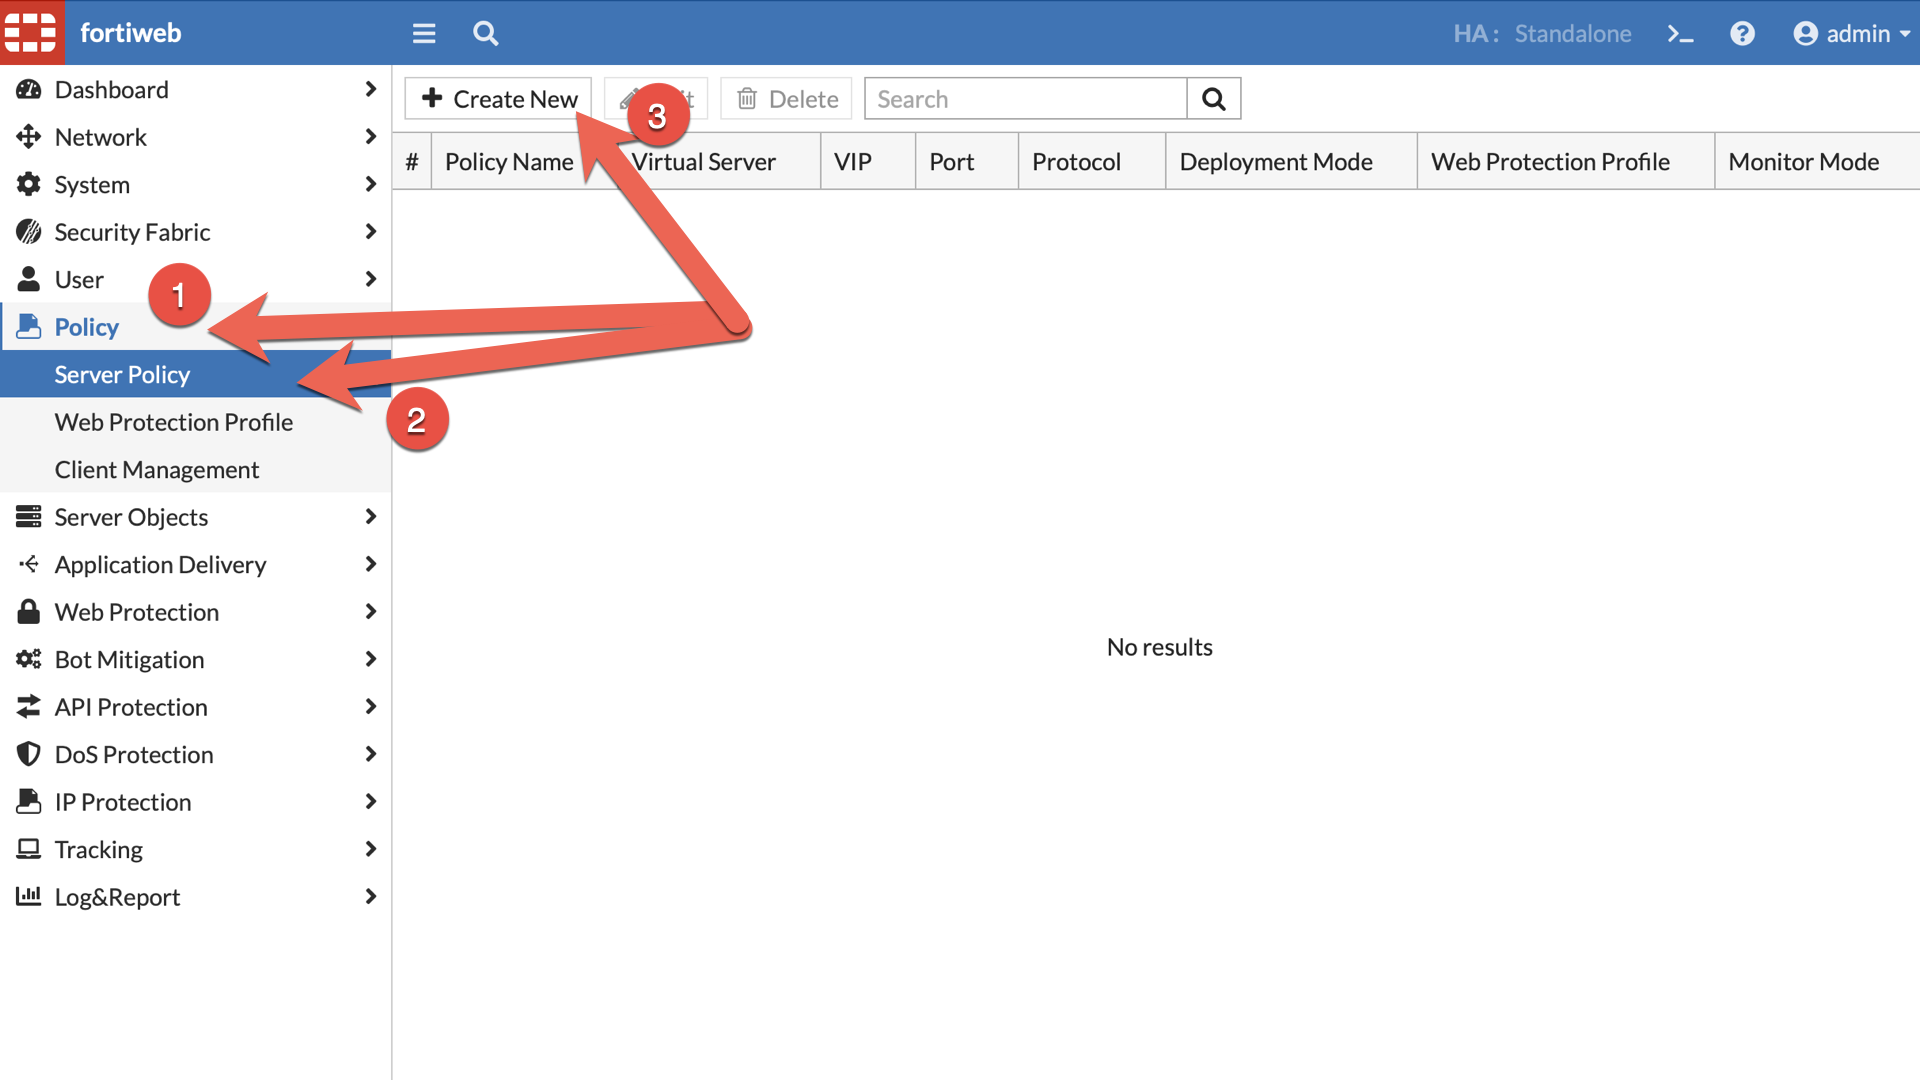 fortiweb
HA: Standalone
admin
Dashboard
Network
System
Security Fabric
User
1
Policy
Server Policy
2
Web Protection Profile
Client Management
Server Objects
Application Delivery
Web Protection
Bot Mitigation
API Protection
DoS Protection
IP Protection
Tracking
Log&Report
Create New
3
Delete
Search
# Policy Name Virtual Server VIP Port Protocol Deployment Mode Web Protection Profile Monitor Mode
No results